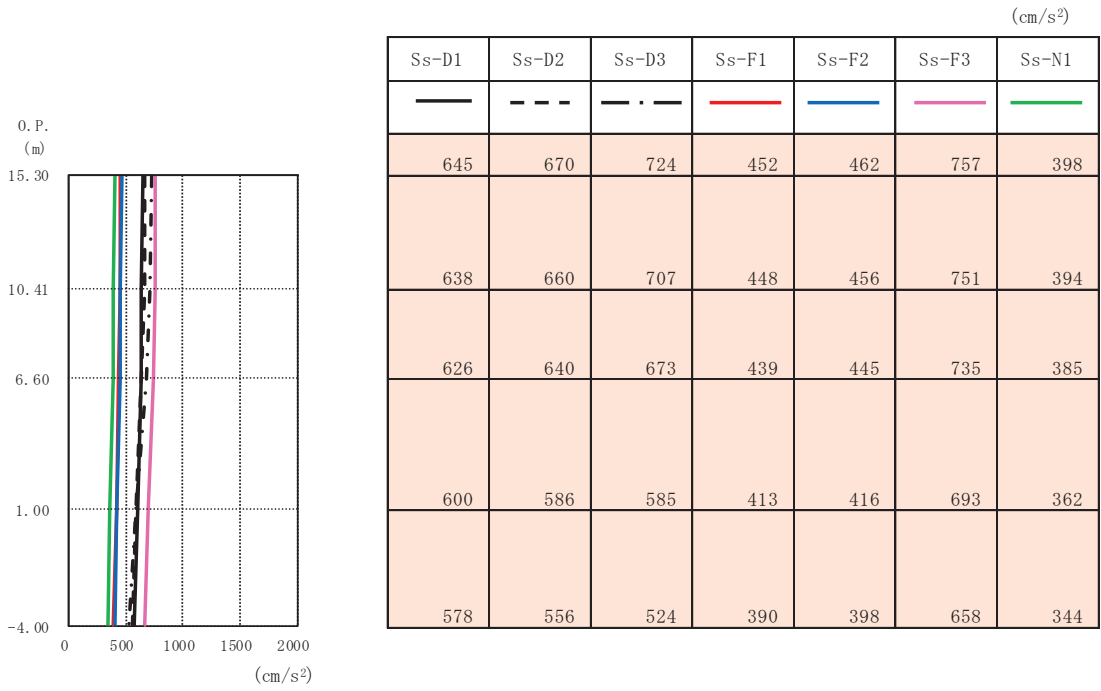 (cm/s²)
Ss-D1 Ss-D2 Ss-D3 Ss-F1 Ss-F2 Ss-F3 Ss-N1
O.P.
(m)
645 670 724 452 462 757 398
15.30
638 660 707 448 456 751 394
10.41
626 640 673 439 445 735 385
6.60
600 586 585 413 416 693 362
1.00
578 556 524 390 398 658 344
-4.00
0 500 1000 1500 2000
(cm/s²)